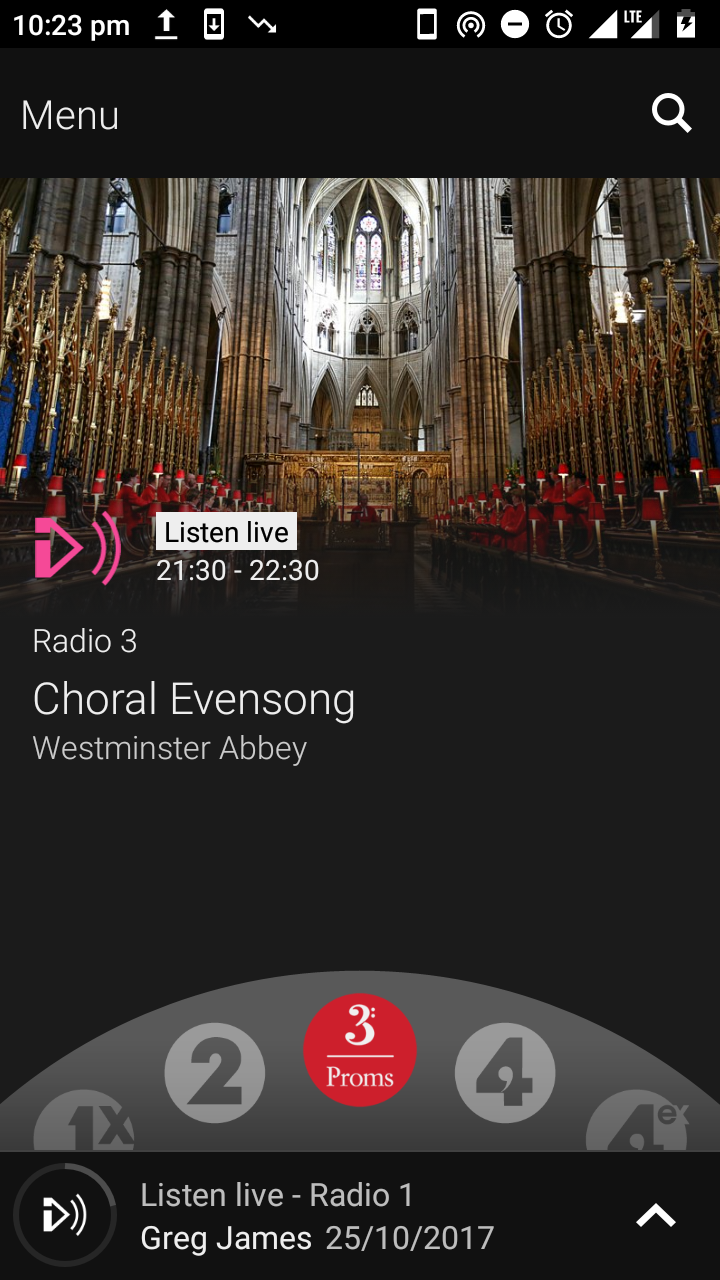 10:23 pm LTE
Menu
Listen live
21:30 - 22:30
Radio 3
Choral Evensong
Westminster Abbey
1X 2 3 Proms 4 4ex
Listen live - Radio 1
Greg James 25/10/2017